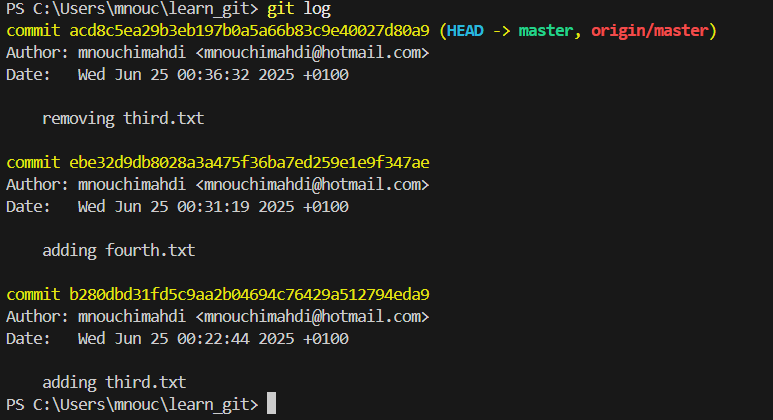 PS C:\Users\mnouc\learn_git> git log
commit acd8c5ea29b3eb197b0a5a66b83c9e40027d80a9 (HEAD -> master, origin/master)
Author: mnouchimahdi <mnouchimahdi@hotmail.com>
Date:   Wed Jun 25 00:36:32 2025 +0100
    removing third.txt
commit ebe32d9db8028a3a475f36ba7ed259e1e9f347ae
Author: mnouchimahdi <mnouchimahdi@hotmail.com>
Date:   Wed Jun 25 00:31:19 2025 +0100
    adding fourth.txt
commit b280dbd31fd5c9aa2b04694c76429a512794eda9
Author: mnouchimahdi <mnouchimahdi@hotmail.com>
Date:   Wed Jun 25 00:22:44 2025 +0100
    adding third.txt
PS C:\Users\mnouc\learn_git>